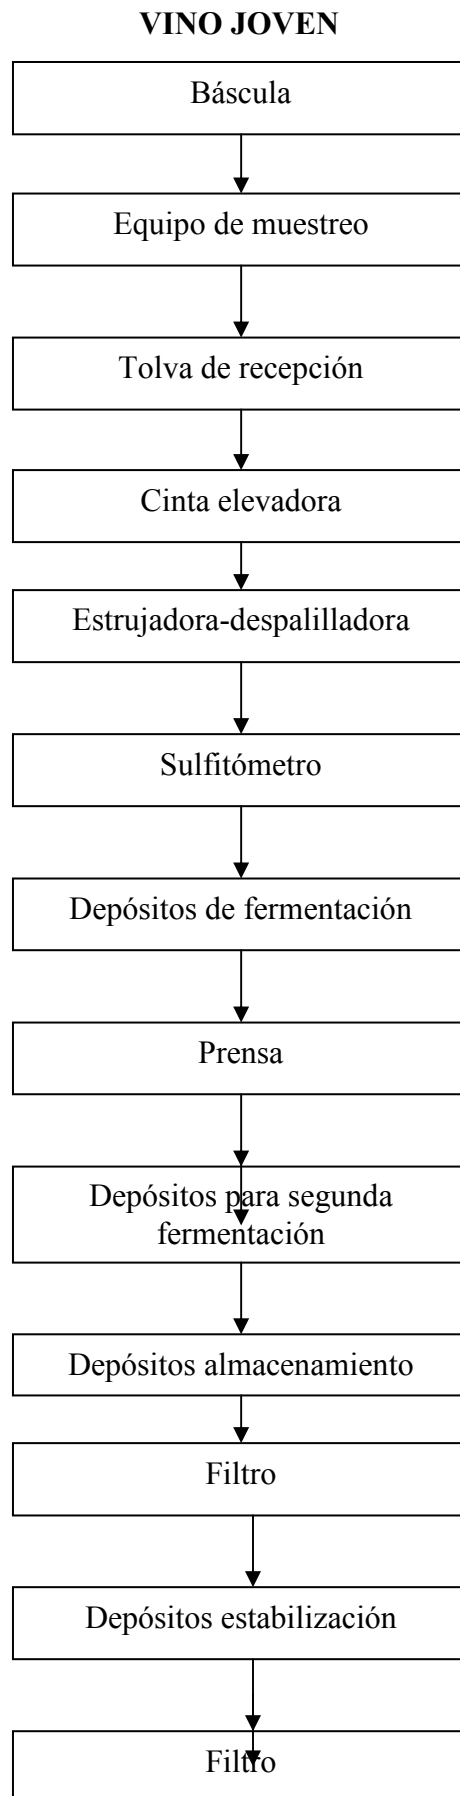 VINO JOVEN
Báscula
Equipo de muestreo
Tolva de recepción
Cinta elevadora
Estrujadora-despalilladora
Sulfitómetro
Depósitos de fermentación
Prensa
Depósitos para segunda
fermentación
Depósitos almacenamiento
Filtro
Depósitos estabilización
Filtro